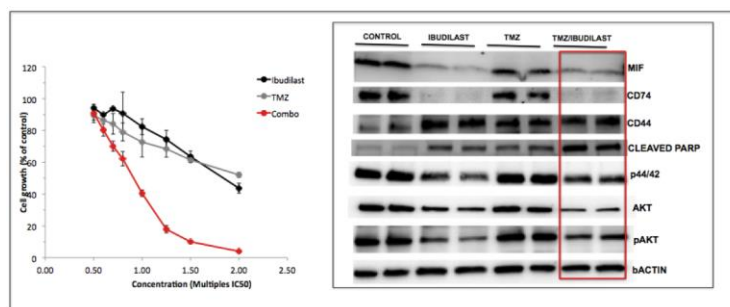 Cell growth (% of control)
120
100
80
60
40
20
0
0.00
0.50
1.00
1.50
2.00
2.50
Concentration (Multiples IC50)
Ibudilast
TMZ
Combo
CONTROL IBUDILAST TMZ TMZ/IBUDILAST
MIF
CD74
CD44
CLEAVED PARP
p44/42
AKT
pAKT
bACTIN